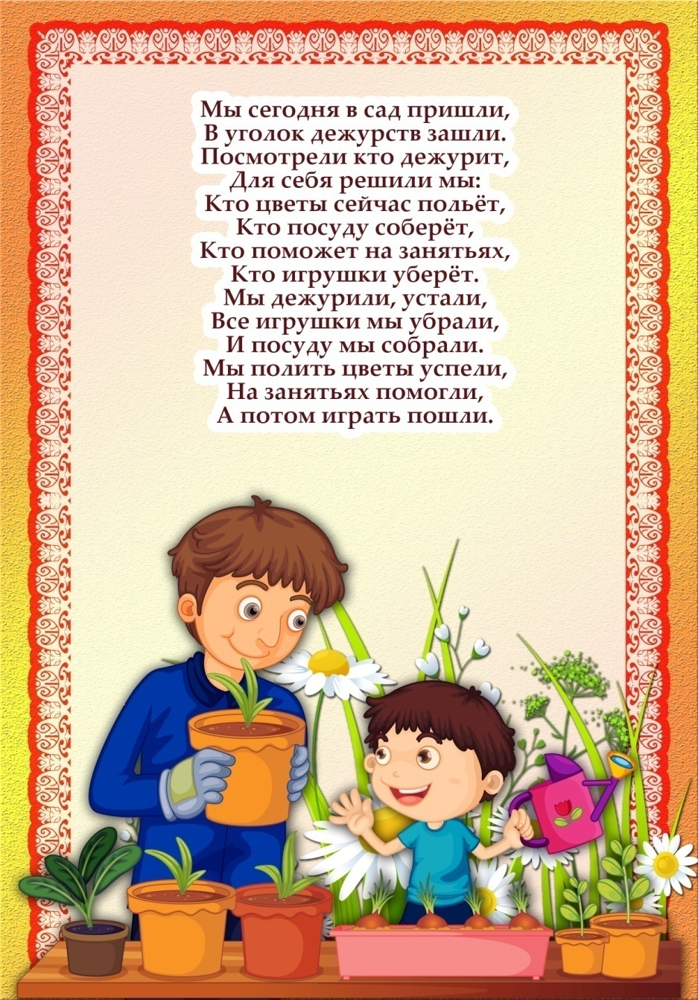 Мы сегодня в сад пришли,
В уголок дежурств зашли.
Посмотрели кто дежурит,
Для себя решили мы:
Кто цветы сейчас польёт,
Кто посуду соберёт,
Кто поможет на занятьях,
Кто игрушки уберёт.
Мы дежурили, устали,
Все игрушки мы убрали,
И посуду мы собрали.
Мы полить цветы успели,
На занятьях помогли,
А потом играть пошли.